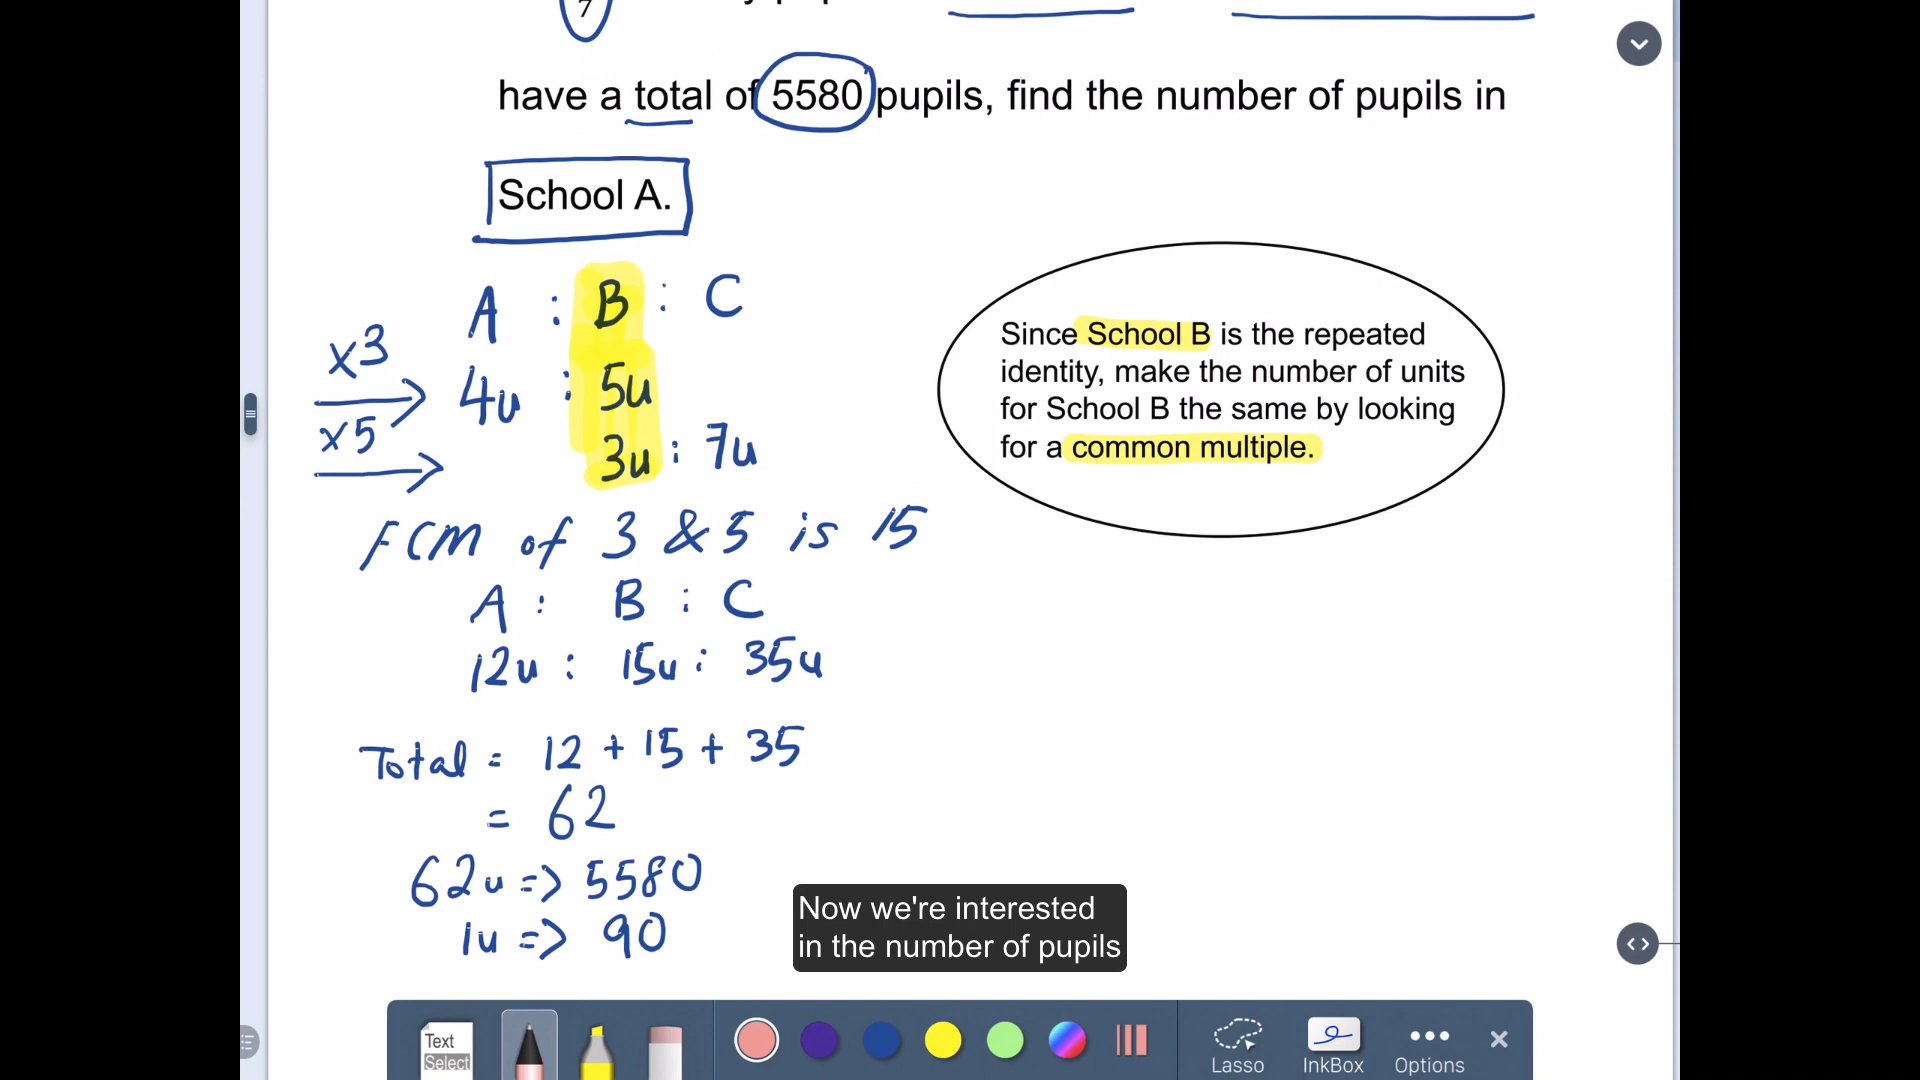 7
have a total of 5580 pupils, find the number of pupils in
School A.
A : B : C
x3
4u : 5u
x5
3u : 7u
Since School B is the repeated
identity, make the number of units
for School B the same by looking
for a common multiple.
FCM of 3 & 5 is 15
A : B : C
12u : 15u : 35u
Total = 12 + 15 + 35
= 62
62u => 5580
1u => 90
Now we're interested
in the number of pupils
Text
Select
Lasso
InkBox
Options